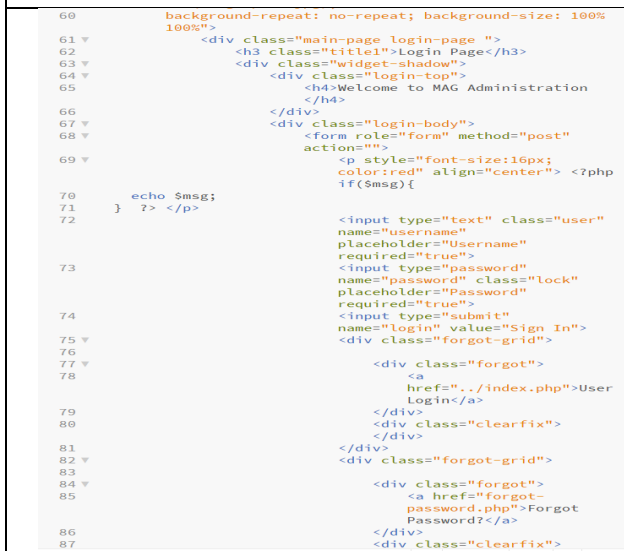 60 background-repeat: no-repeat; background-size: 100%
100%">
61 <div class="main-page login-page ">
62 <h3 class="title1">Login Page</h3>
63 <div class="widget-shadow">
64 <div class="login-top">
65 <h4>Welcome to MAG Administration
</h4>
66 </div>
67 <div class="login-body">
68 <form role="form" method="post"
action="">
69 <p style="font-size:16px;
color:red" align="center"> <?php
if($msg){
70 echo $msg;
71 } ?> </p>
72 <input type="text" class="user"
name="username"
placeholder="Username"
required="true">
73 <input type="password"
name="password" class="lock"
placeholder="Password"
required="true">
74 <input type="submit"
name="login" value="Sign In">
75 <div class="forgot-grid">
76
77 <div class="forgot">
78 <a
href="../index.php">User
Login</a>
79 </div>
80 <div class="clearfix">
</div>
81 </div>
82 <div class="forgot-grid">
83
84 <div class="forgot">
85 <a href="forgot-
password.php">Forgot
Password?</a>
86 </div>
87 <div class="clearfix">